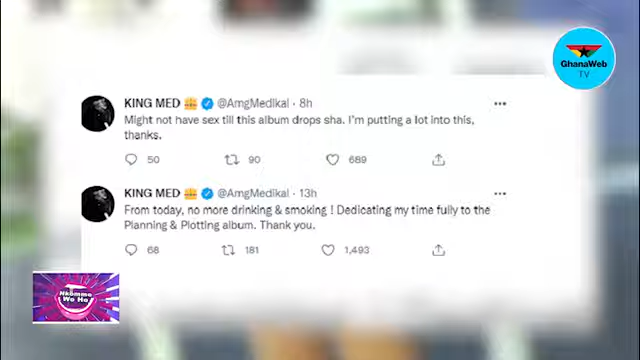 GhanaWeb
TV
KING MED @AmgMedikal · 8h
Might not have sex till this album drops sha. I'm putting a lot into this,
thanks.
50 90 689
KING MED @AmgMedikal · 13h
From today, no more drinking & smoking ! Dedicating my time fully to the
Planning & Plotting album. Thank you.
68 181 1,493
Nkommo
Wo Ho